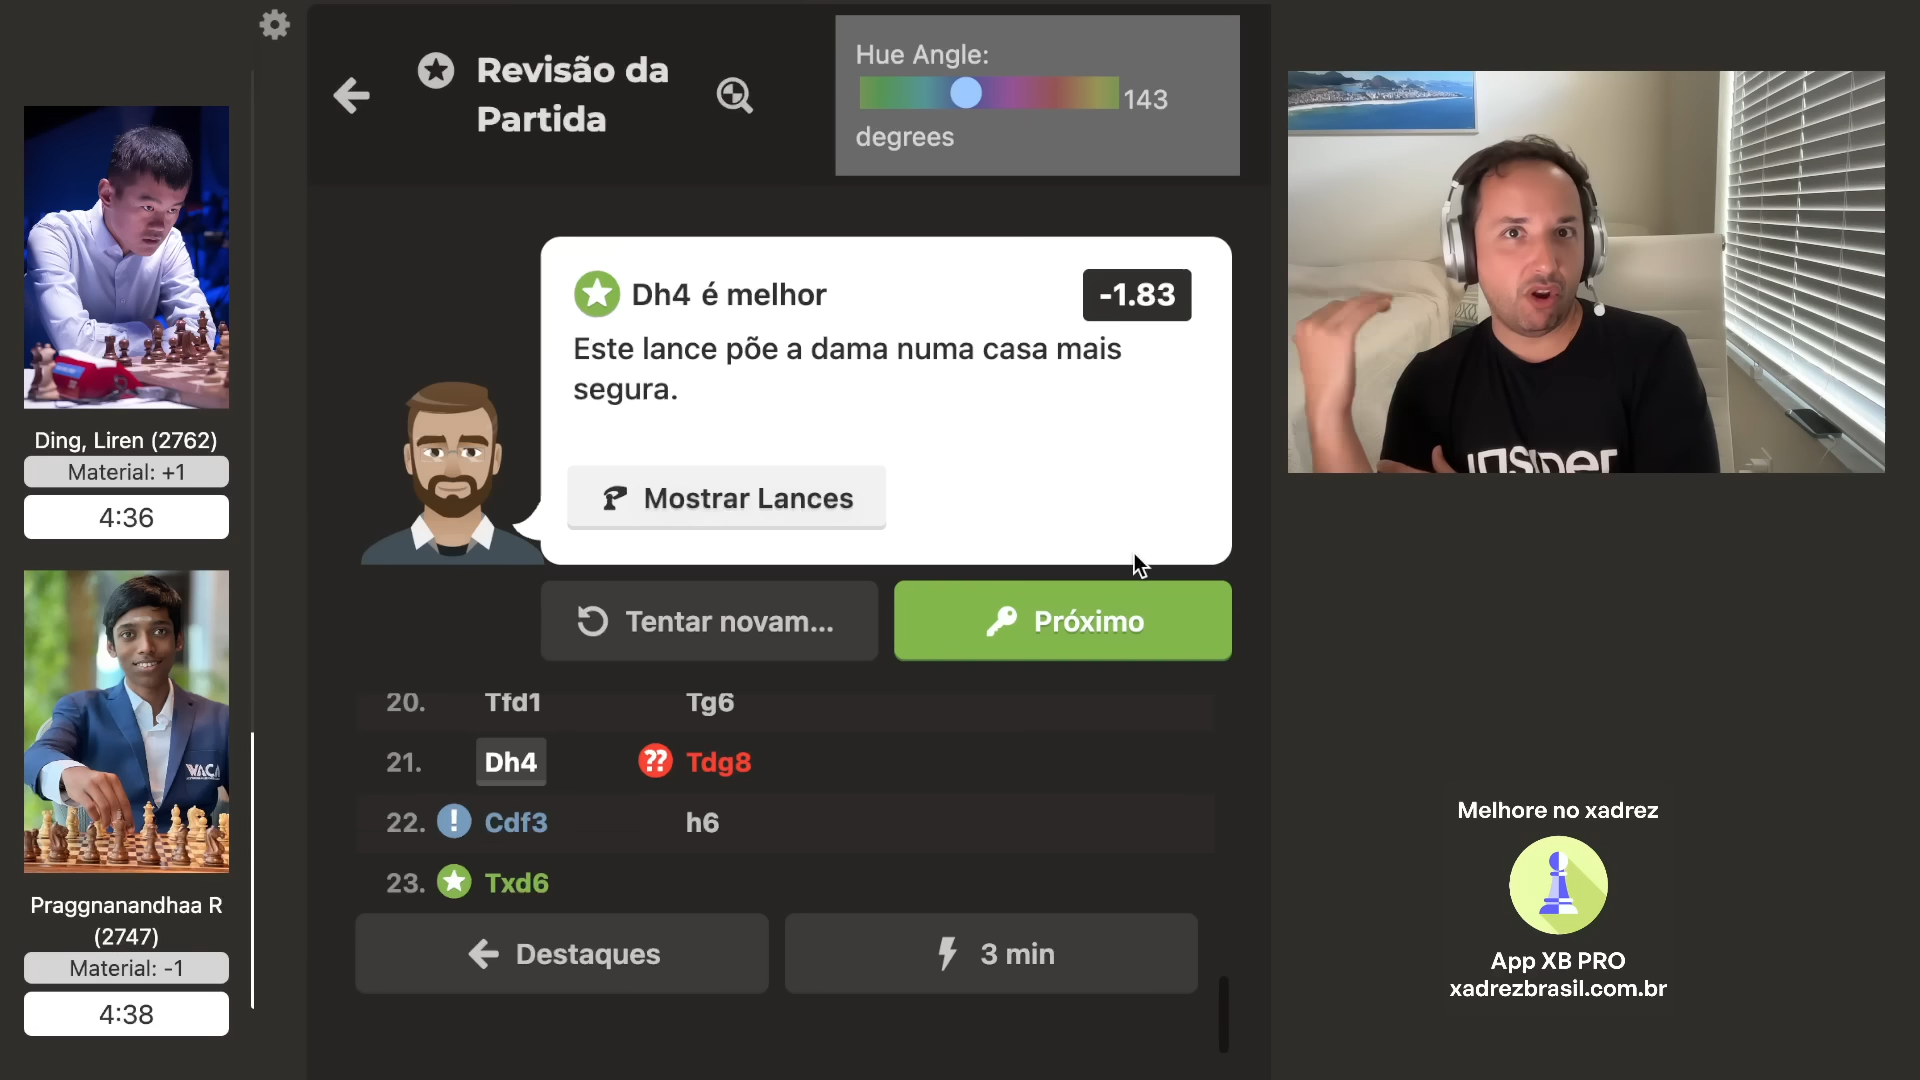 Revisão da
Partida
Hue Angle:
143
degrees
Ding, Liren (2762)
Material: +1
4:36
Praggnanandhaa R
(2747)
Material: -1
4:38
WACA
Dh4 é melhor
-1.83
Este lance põe a dama numa casa mais
segura.
Mostrar Lances
Tentar novam...
Próximo
20. Tfd1 Tg6
21. Dh4 ?? Tdg8
22. ! Cdf3 h6
23. Txd6
Destaques
3 min
Insider
Melhore no xadrez
App XB PRO
xadrezbrasil.com.br